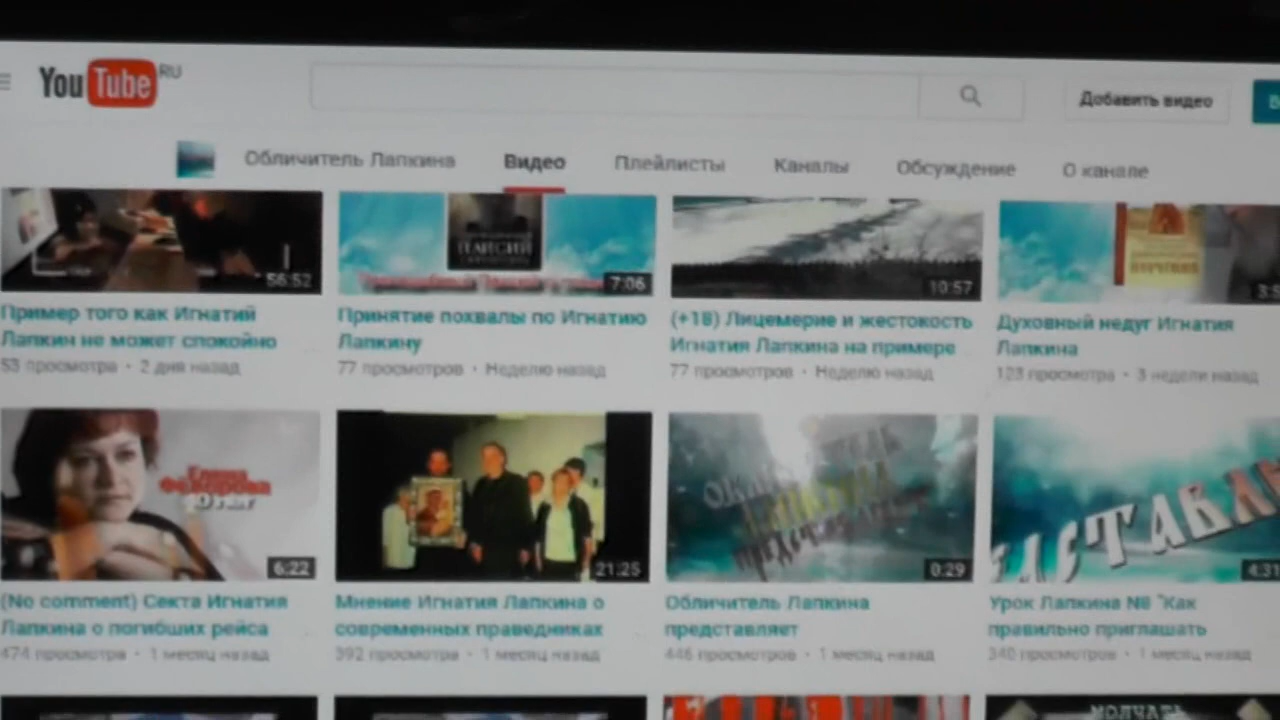 YouTube RU
Добавить видео
Обличитель Лапкина Видео Плейлисты Каналы Обсуждение О канале
56:52 7:06 10:57
ПАИСИЙ
Пример того как Игнатий
Лапкин не может спокойно
53 просмотра • 2 дня назад
Принятие похвалы по Игнатию
Лапкину
77 просмотров • Неделю назад
(+18) Лицемерие и жестокость
Игнатия Лапкина на примере
77 просмотров • Неделю назад
Духовный недуг Игнатия
Лапкина
123 просмотра • 3 недели назад
6:22
(No comment) Секта Игнатия
Лапкина о погибших рейса
474 просмотра • 1 месяц назад
21:25
Мнение Игнатия Лапкина о
современных праведниках
392 просмотра • 1 месяц назад
0:29
Обличитель Лапкина
представляет
446 просмотров • 1 месяц назад
4:31
Урок Лапкина №8 "Как
правильно приглашать
340 просмотров • 1 месяц назад
МОЛЧАТЬ